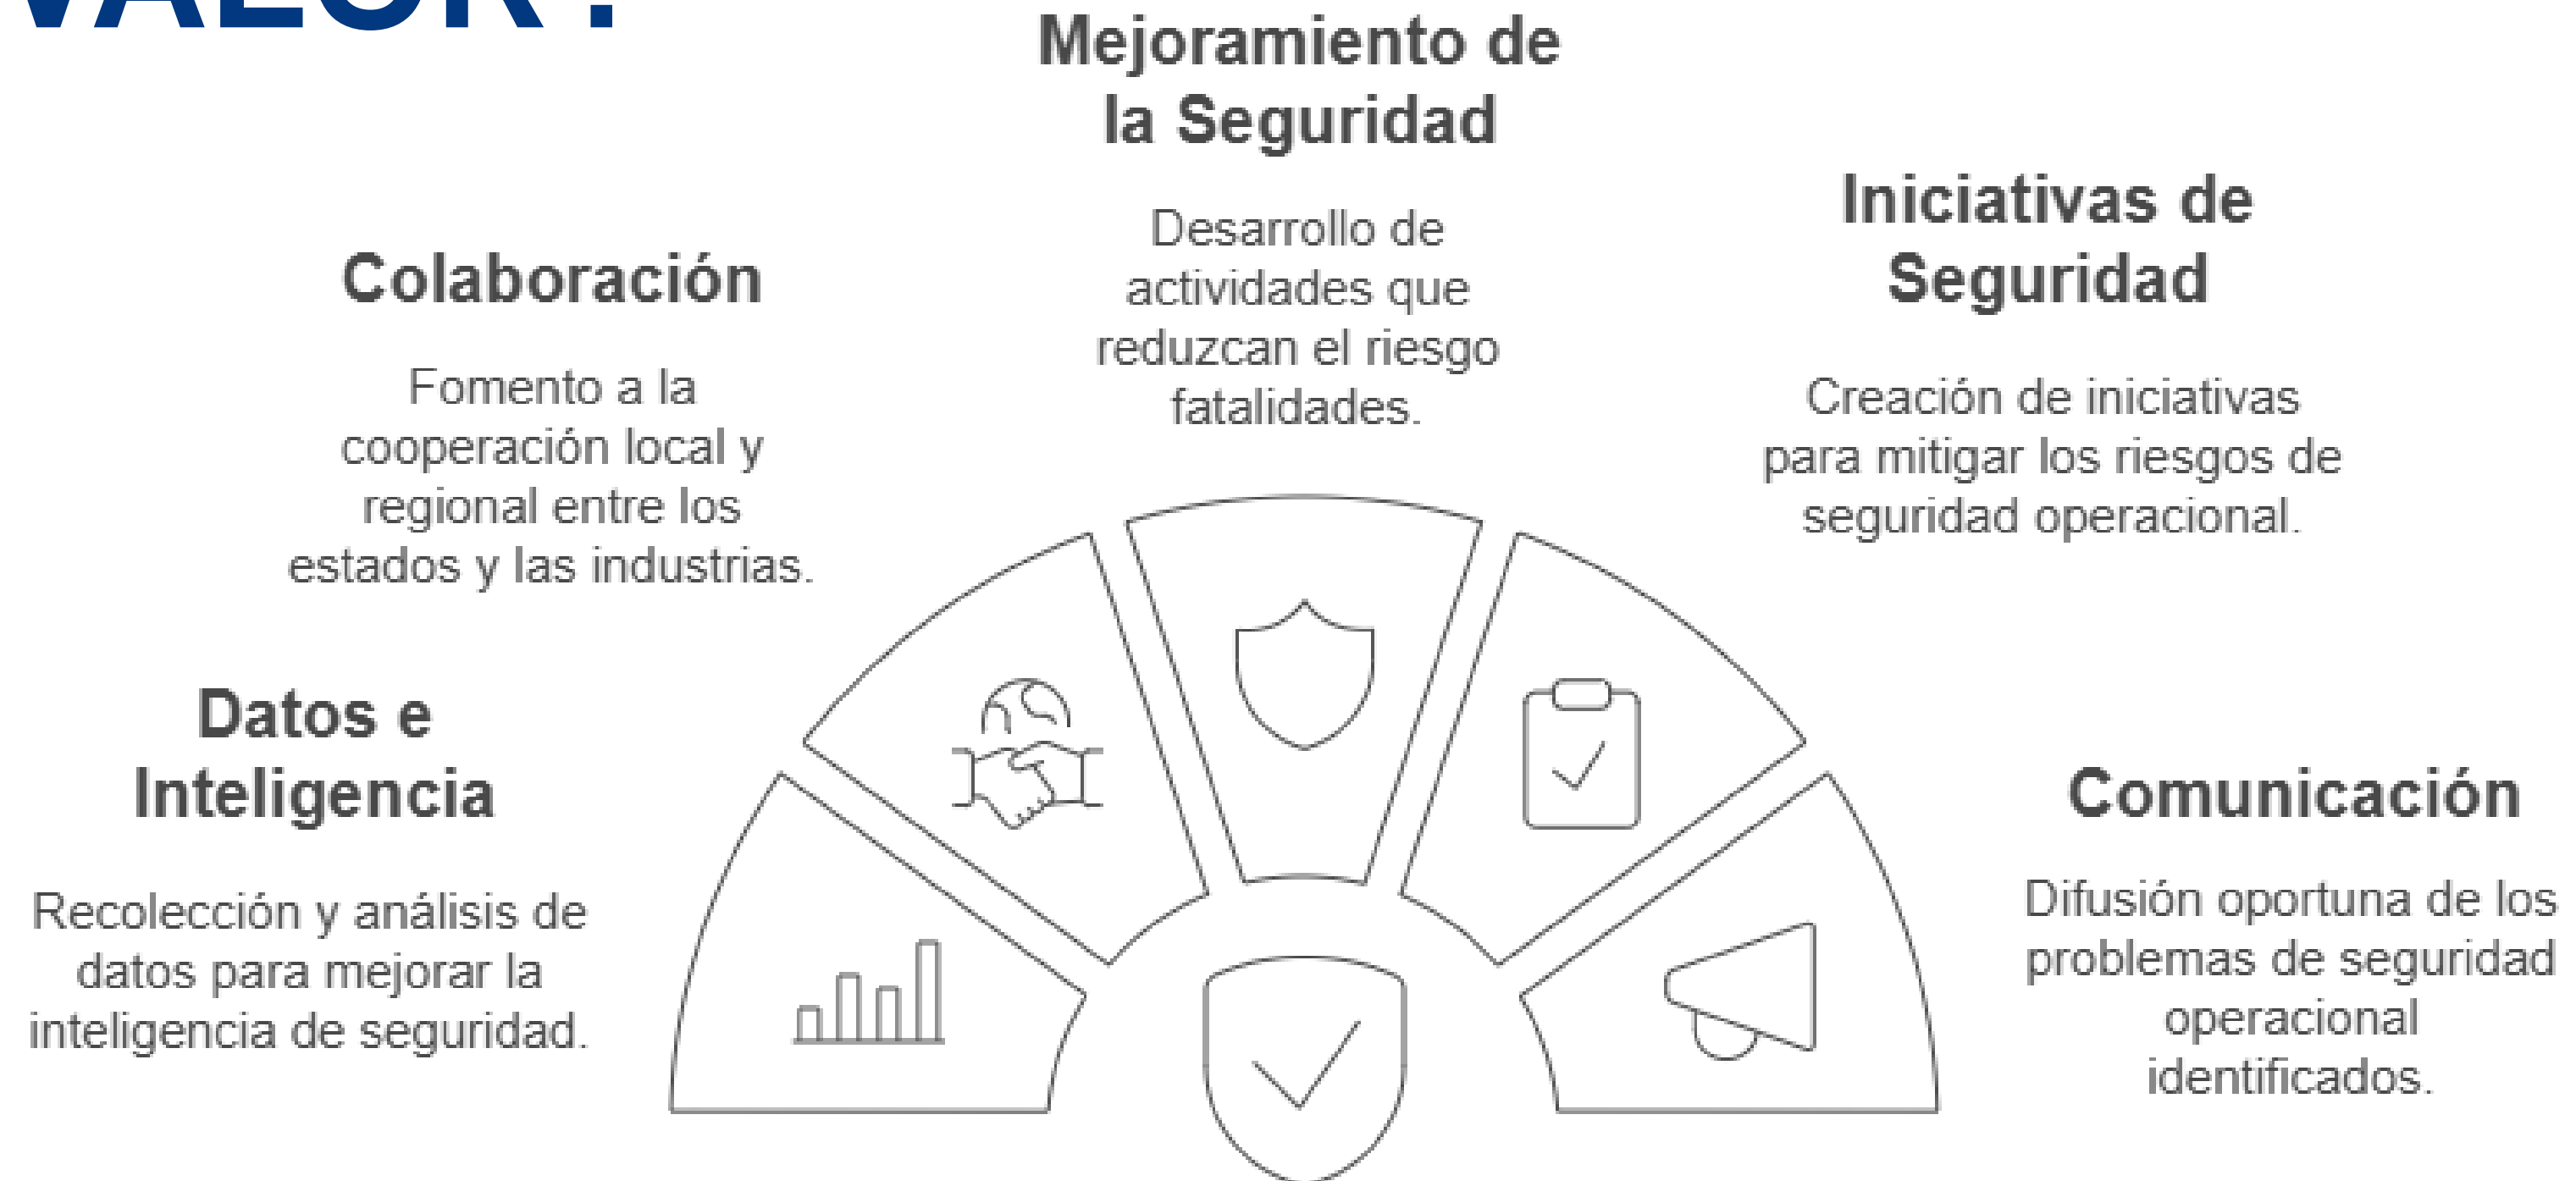 VALOR?
Mejoramiento de
la Seguridad
Desarrollo de
actividades que
reduzcan el riesgo
fatalidades.
Iniciativas de
Seguridad
Creación de iniciativas
para mitigar los riesgos de
seguridad operacional.
Colaboración
Fomento a la
cooperación local y
regional entre los
estados y las industrias.
Datos e
Inteligencia
Recolección y análisis de
datos para mejorar la
inteligencia de seguridad.
Comunicación
Difusión oportuna de los
problemas de seguridad
operacional
identificados.